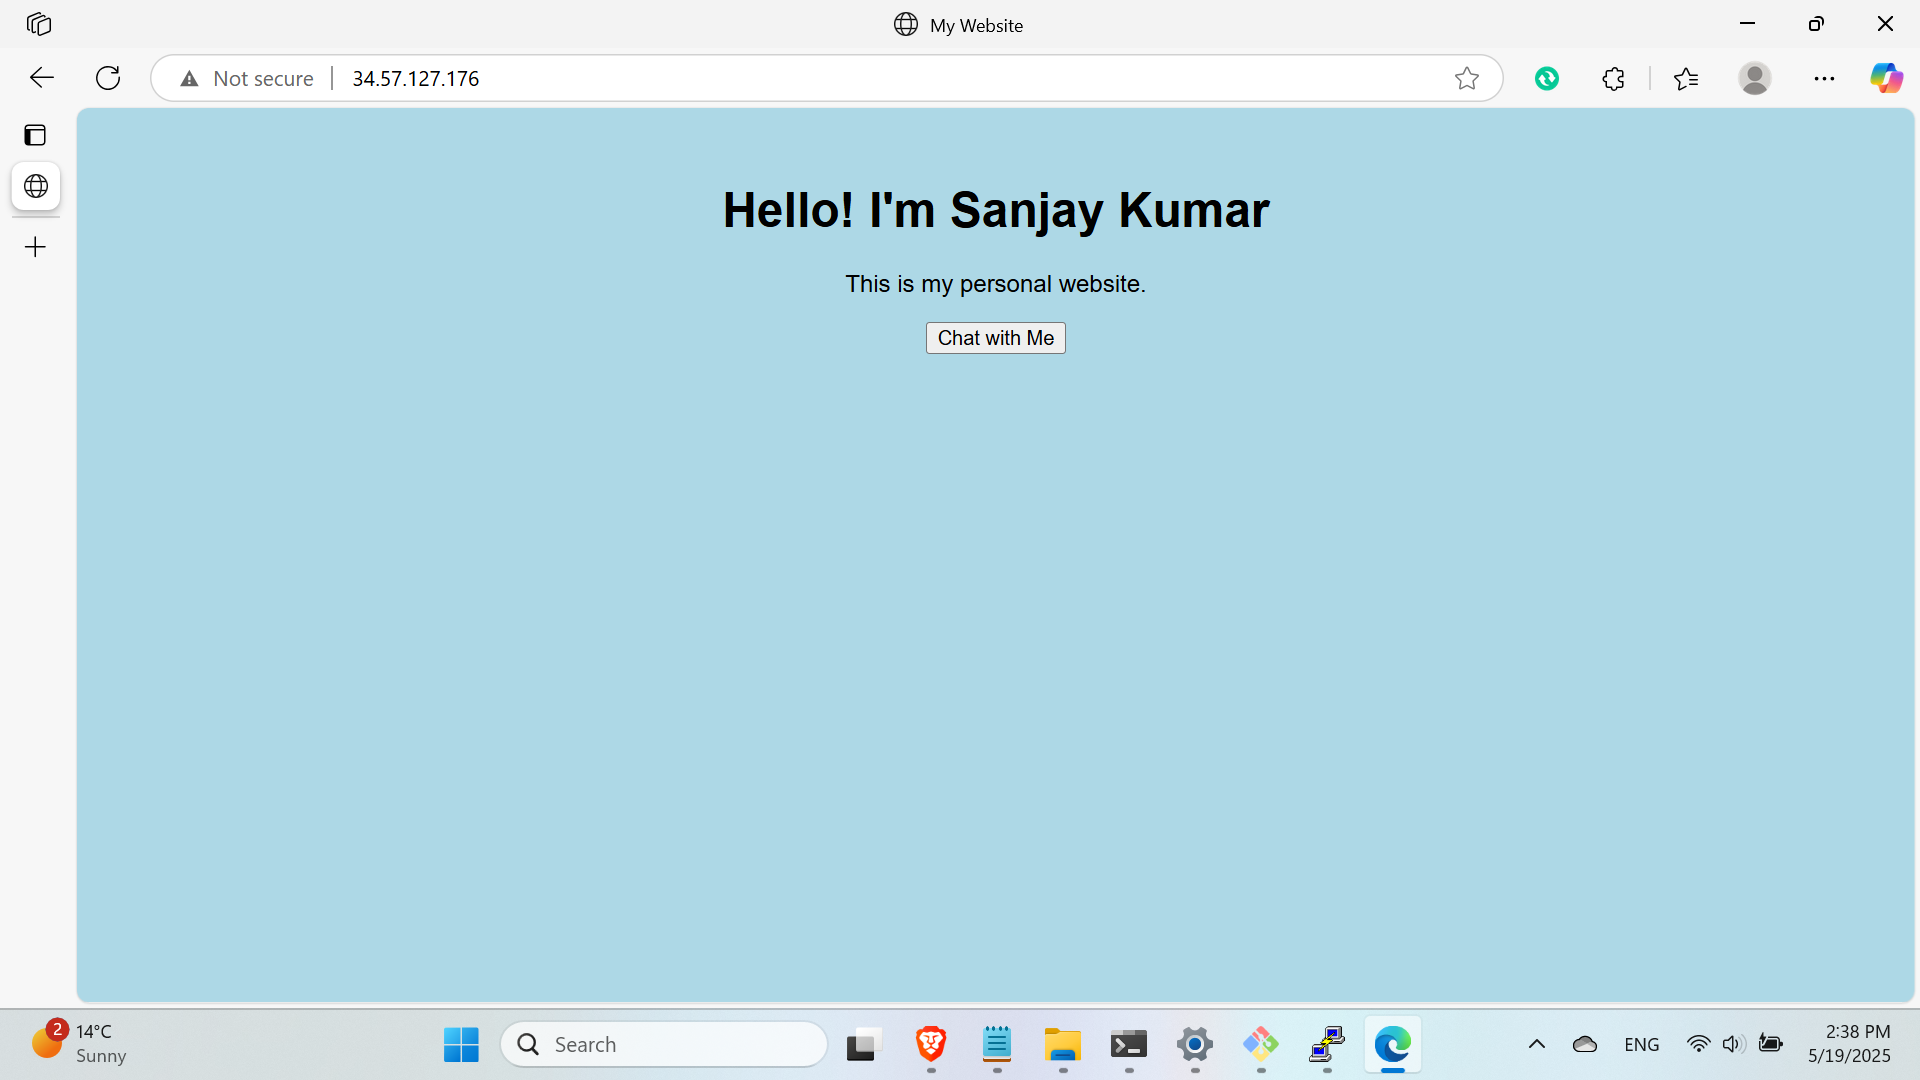 My Website
Not secure 34.57.127.176
Hello! I'm Sanjay Kumar
This is my personal website.
Chat with Me
2
14°C
Sunny
Search
ENG
2:38 PM
5/19/2025